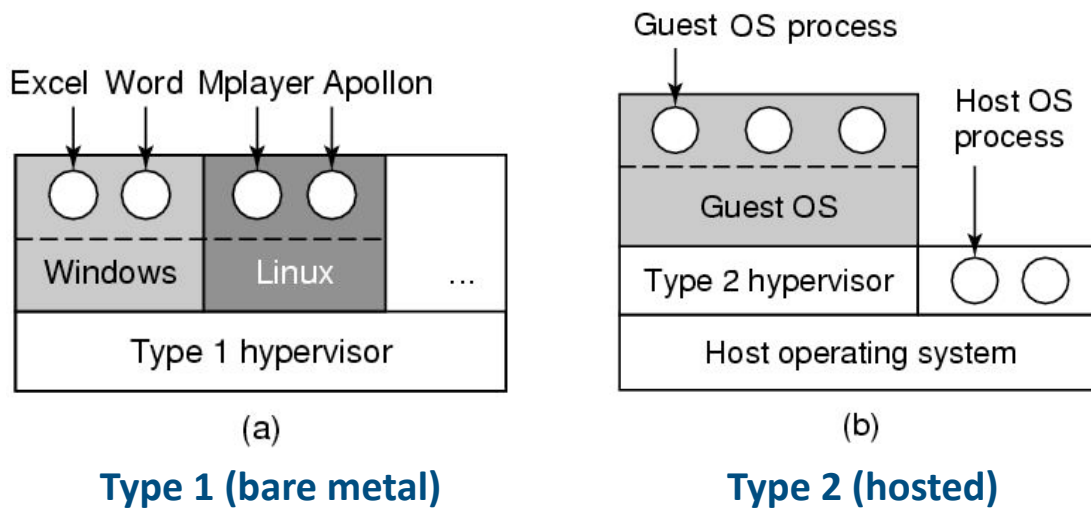 Excel Word Mplayer Apollon
Windows
Linux
...
Type 1 hypervisor
(a)
Type 1 (bare metal)
Guest OS process
Host OS
process
Guest OS
Type 2 hypervisor
Host operating system
(b)
Type 2 (hosted)